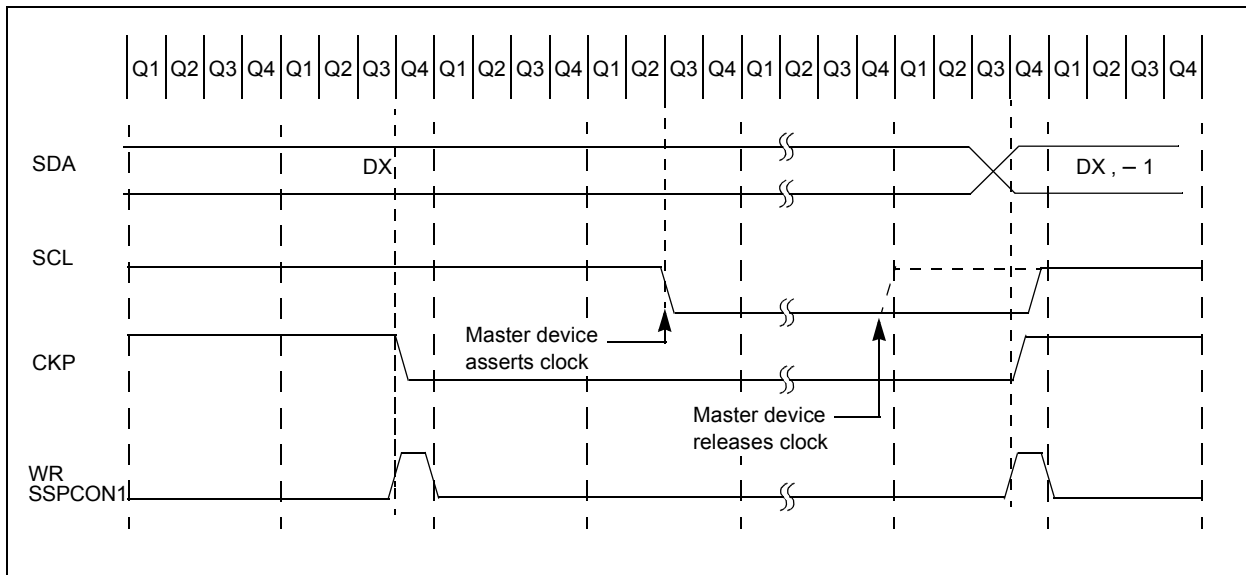 Q1 Q2 Q3 Q4 Q1 Q2 Q3 Q4 Q1 Q2 Q3 Q4 Q1 Q2 Q3 Q4 Q1 Q2 Q3 Q4 Q1 Q2 Q3 Q4 Q1 Q2 Q3 Q4
SDA
DX
DX , – 1
SCL
Master device
asserts clock
CKP
Master device
releases clock
WR
SSPCON1